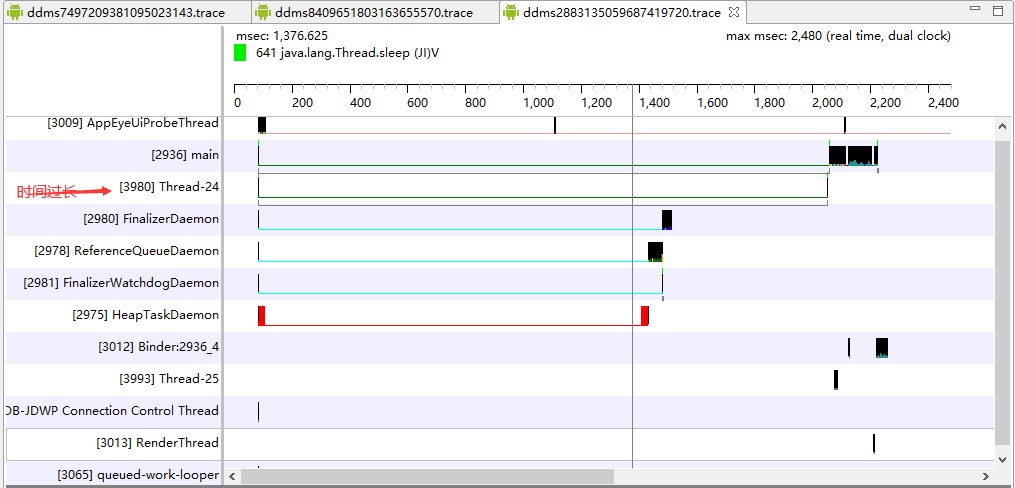 ddms7497209381095023143.trace
ddms8409651803163655570.trace
ddms2883135059687419720.trace
msec: 1,376.625
max msec: 2,480 (real time, dual clock)
641 java.lang.Thread.sleep (JI)V
0 200 400 600 800 1,000 1,200 1,400 1,600 1,800 2,000 2,200 2,400
[3009] AppEyeUiProbeThread
[2936] main
时间过长
[3980] Thread-24
[2980] FinalizerDaemon
[2978] ReferenceQueueDaemon
[2981] FinalizerWatchdogDaemon
[2975] HeapTaskDaemon
[3012] Binder:2936_4
[3993] Thread-25
DB-JDWP Connection Control Thread
[3013] RenderThread
[3065] queued-work-looper